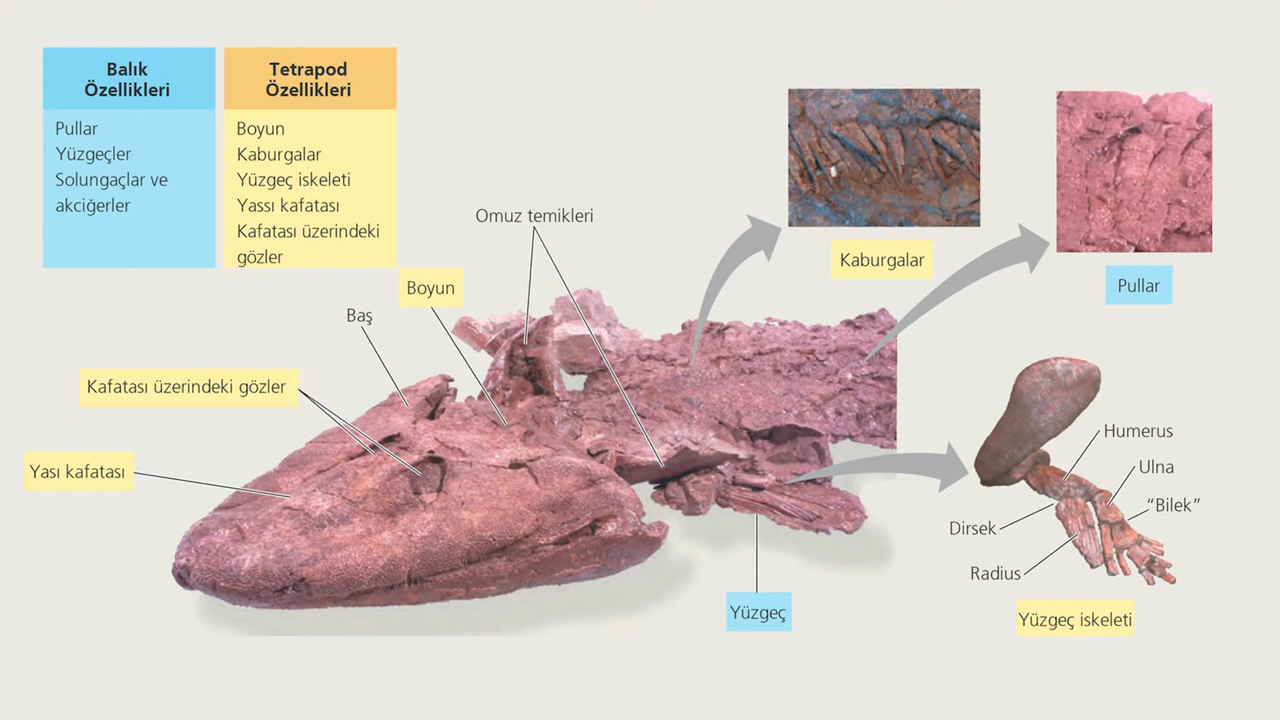 Balık
Özellikleri
Pullar
Yüzgeçler
Solungaçlar ve
akciğerler
Tetrapod
Özellikleri
Boyun
Kaburgalar
Yüzgeç iskeleti
Yassı kafatası
Kafatası üzerindeki
gözler
Omuz temikleri
Boyun
Baş
Kafatası üzerindeki gözler
Yası kafatası
Kaburgalar
Pullar
Humerus
Ulna
“Bilek”
Dirsek
Radius
Yüzgeç
Yüzgeç iskeleti